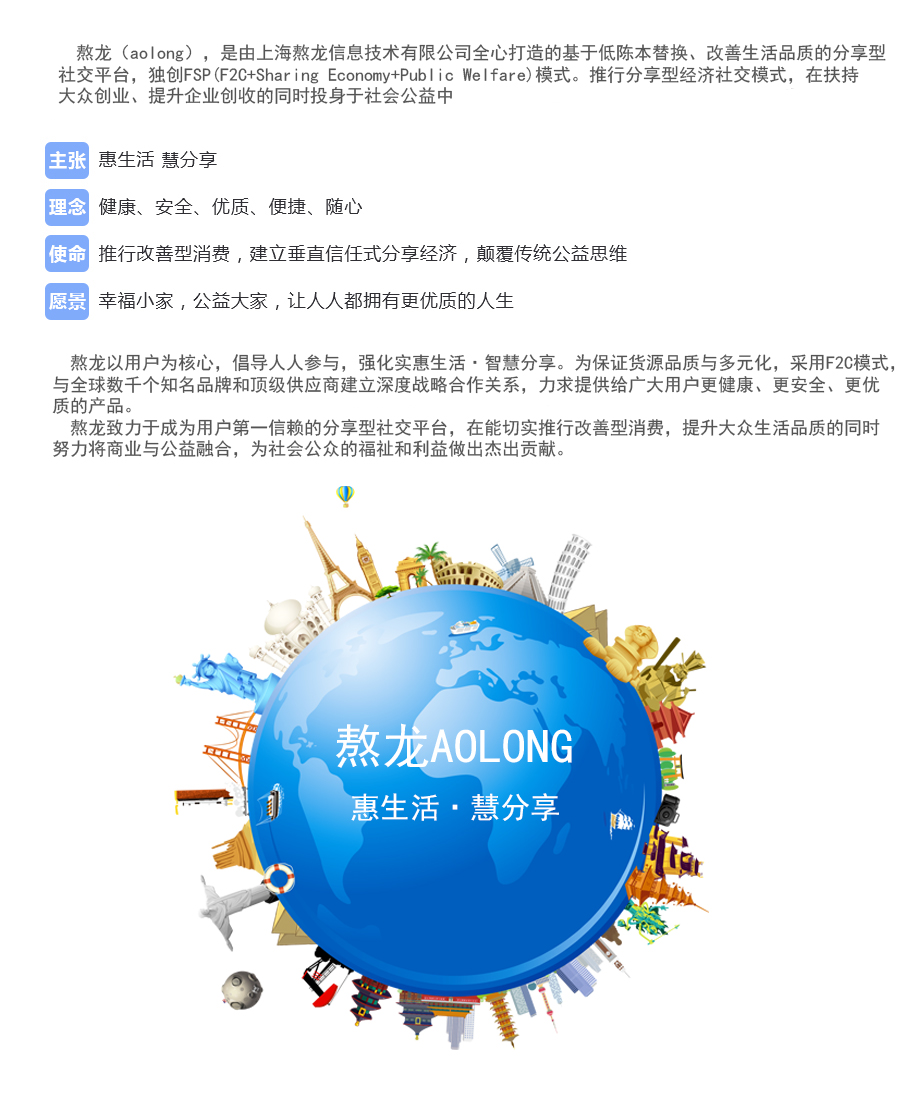 熬龙（aolong），是由上海熬龙信息技术有限公司全心打造的基于低陈本替换、改善生活品质的分享型
社交平台，独创FSP(F2C+Sharing Economy+Public Welfare)模式。推行分享型经济社交模式，在扶持
大众创业、提升企业创收的同时投身于社会公益中
主张 惠生活 慧分享
理念 健康、安全、优质、便捷、随心
使命 推行改善型消费，建立垂直信任式分享经济，颠覆传统公益思维
愿景 幸福小家，公益大家，让人人都拥有更优质的人生
熬龙以用户为核心，倡导人人参与，强化实惠生活·智慧分享。为保证货源品质与多元化，采用F2C模式，
与全球数千个知名品牌和顶级供应商建立深度战略合作关系，力求提供给广大用户更健康、更安全、更优
质的产品。
熬龙致力于成为用户第一信赖的分享型社交平台，在能切实推行改善型消费，提升大众生活品质的同时
努力将商业与公益融合，为社会公众的福祉和利益做出杰出贡献。
熬龙AOLONG
惠生活·慧分享